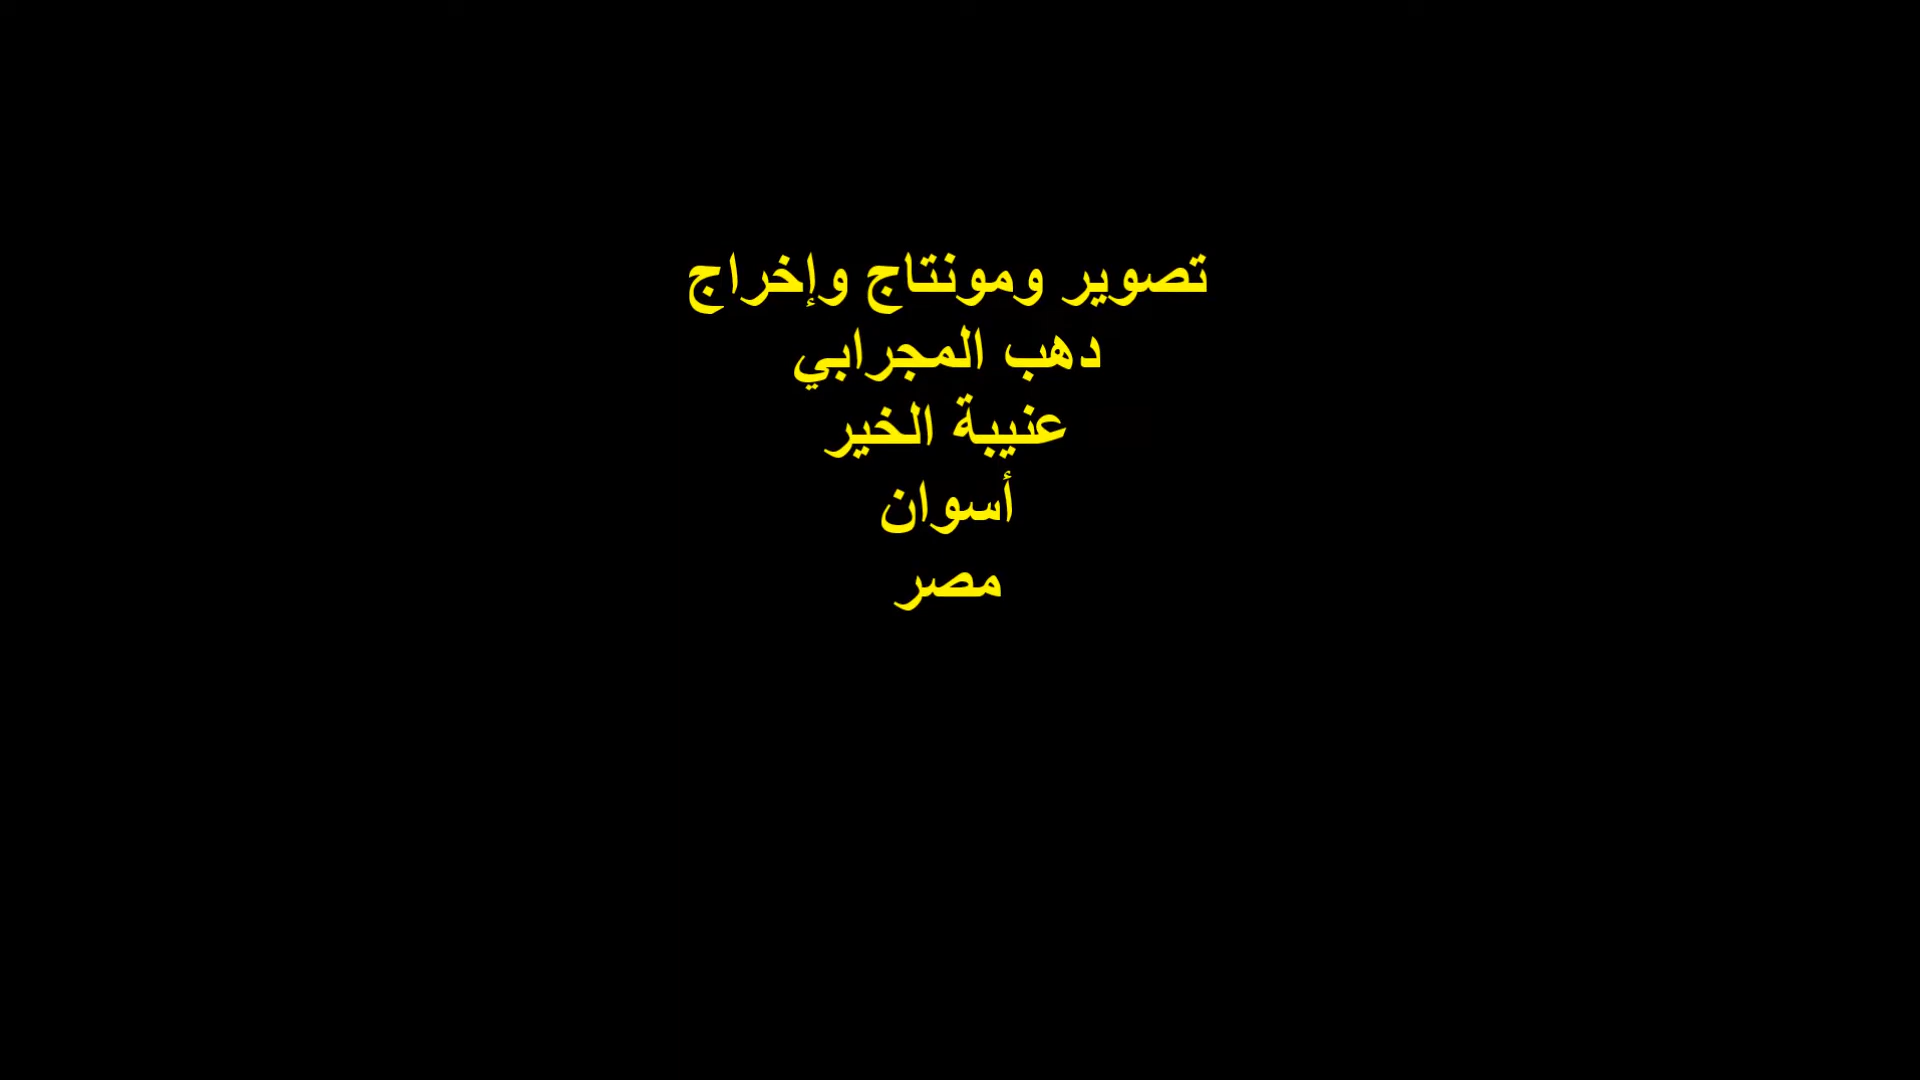 تصوير ومونتاج وإخراج
دهب المجرابي
عنيبة الخير
أسوان
مصر